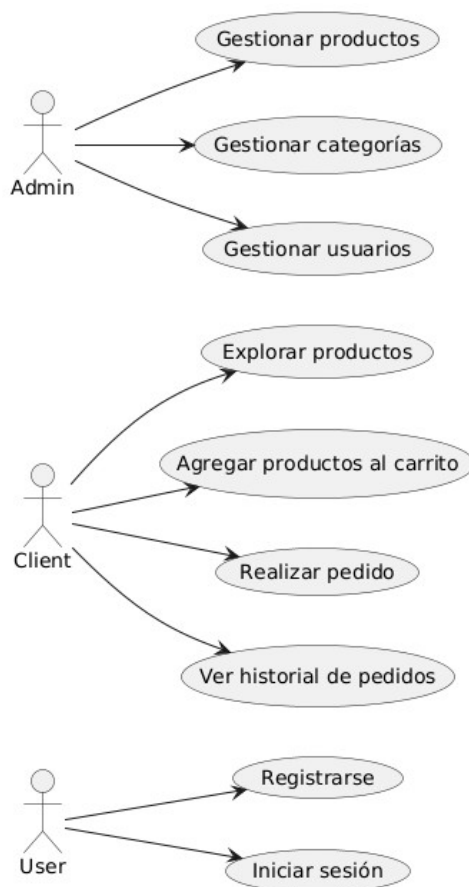 Gestionar productos
Gestionar categorías
Admin
Gestionar usuarios
Explorar productos
Agregar productos al carrito
Client
Realizar pedido
Ver historial de pedidos
Registrarse
User
Iniciar sesión